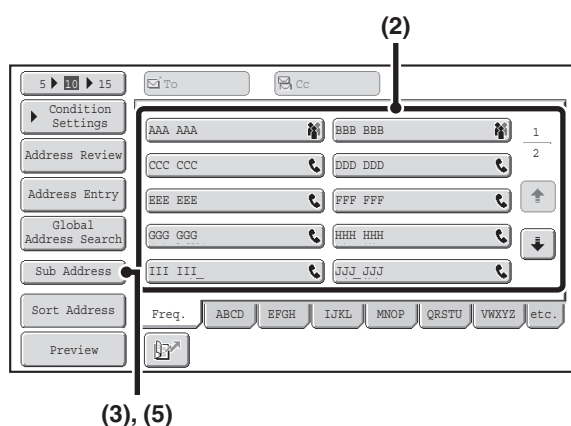 (2)
5 10 15
To
Cc
Condition
Settings
AAA AAA
BBB BBB
1
2
Address Review
CCC CCC
DDD DDD
Address Entry
EEE EEE
FFF FFF
Global
Address Search
GGG GGG
HHH HHH
Sub Address
III III
JJJ JJJ
Sort Address
Freq.
ABCD
EFGH
IJKL
MNOP
QRSTU
VWXYZ
etc.
Preview
(3), (5)